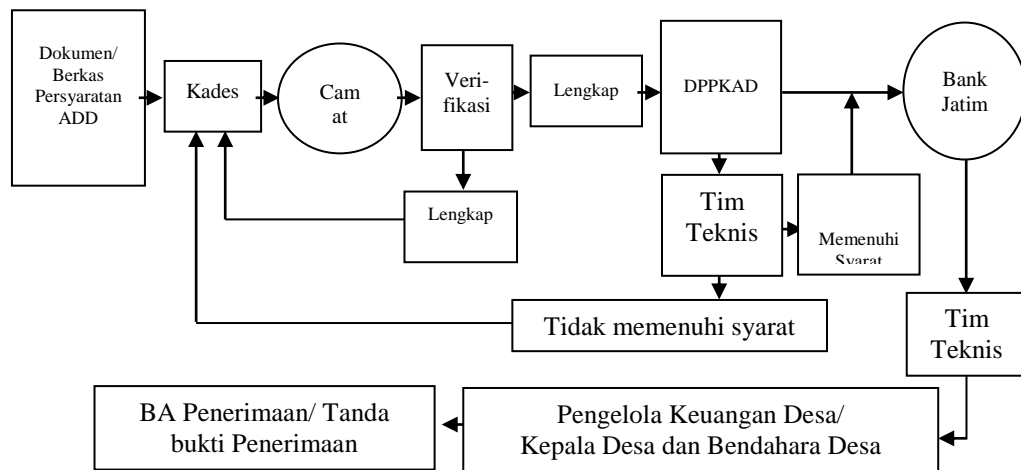 Dokumen/
Berkas
Persyaratan
ADD
Kades
Cam
at
Veri-
fikasi
Lengkap
DPPKAD
Bank
Jatim
Lengkap
Tim
Teknis
Memenuhi
Syarat
Tidak memenuhi syarat
Tim
Teknis
BA Penerimaan/ Tanda
bukti Penerimaan
Pengelola Keuangan Desa/
Kepala Desa dan Bendahara Desa